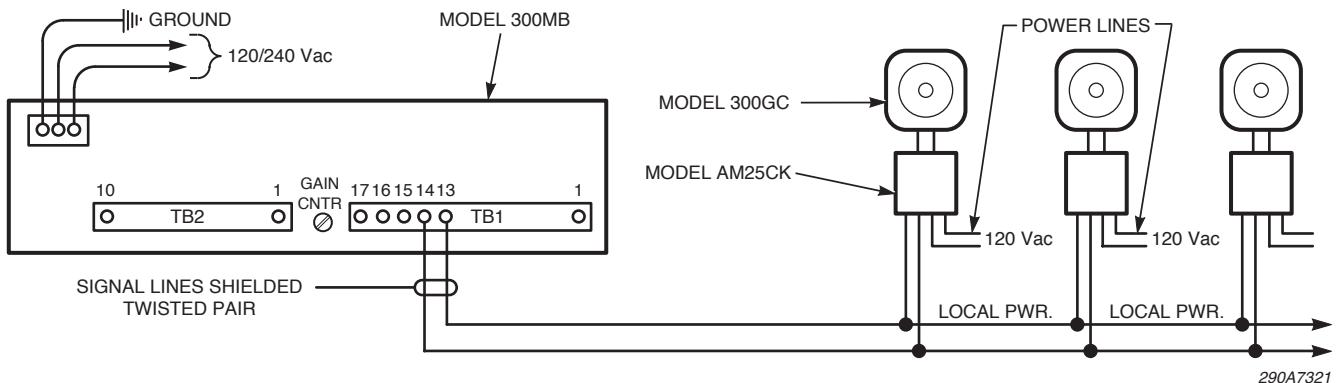 GROUND
120/240 Vac
MODEL 300MB
POWER LINES
MODEL 300GC
MODEL AM25CK
10 1
GAIN
CNTR
17 16 15 14 13 1
TB2
TB1
120 Vac
120 Vac
SIGNAL LINES SHIELDED
TWISTED PAIR
LOCAL PWR.
LOCAL PWR.
290A7321